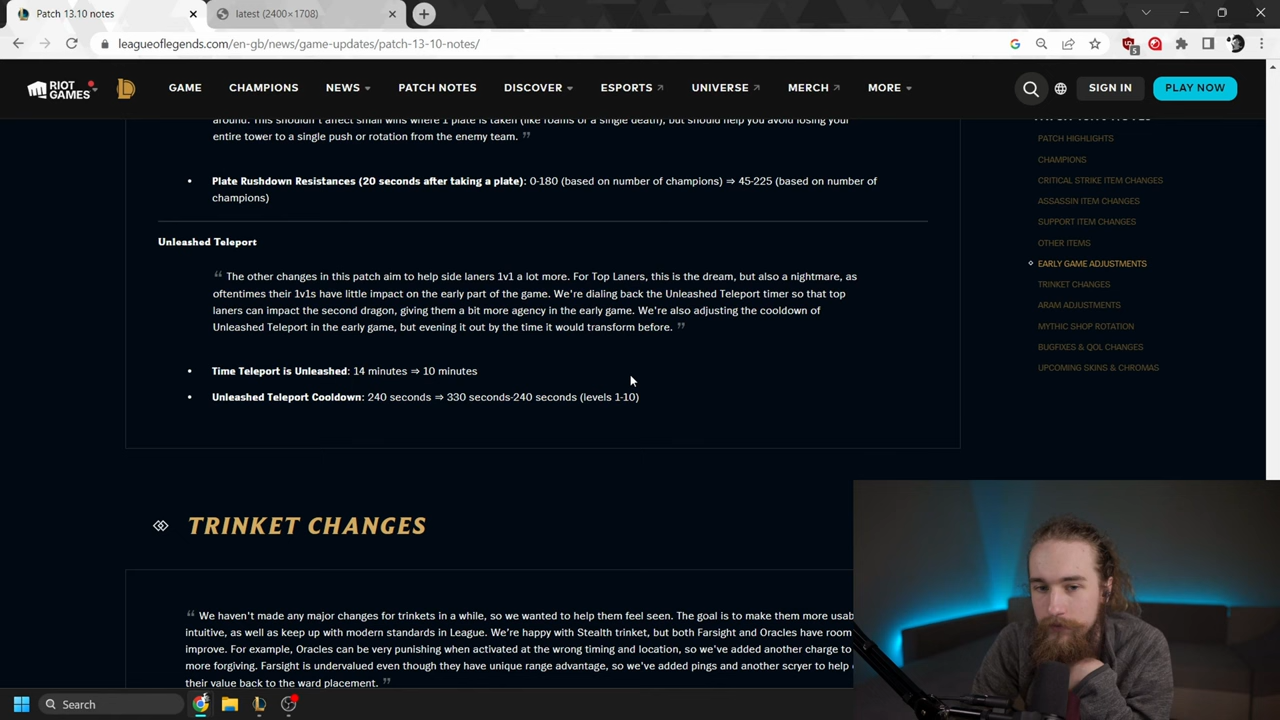 Patch 13.10 notes
latest (2400×1708)
leagueoflegends.com/en-gb/news/game-updates/patch-13-10-notes/
5
RIOT GAMES
GAME
CHAMPIONS
NEWS
PATCH NOTES
DISCOVER
ESPORTS
UNIVERSE
MERCH
MORE
SIGN IN
PLAY NOW
around. This shouldn't affect small wins where 1 plate is taken (like roams or a single death), but should help you avoid losing your
entire tower to a single push or rotation from the enemy team. ”
• Plate Rushdown Resistances (20 seconds after taking a plate): 0-180 (based on number of champions) ⇒ 45-225 (based on number of
champions)
Unleashed Teleport
“ The other changes in this patch aim to help side laners 1v1 a lot more. For Top Laners, this is the dream, but also a nightmare, as
oftentimes their 1v1s have little impact on the early part of the game. We're dialing back the Unleashed Teleport timer so that top
laners can impact the second dragon, giving them a bit more agency in the early game. We're also adjusting the cooldown of
Unleashed Teleport in the early game, but evening it out by the time it would transform before. ”
• Time Teleport is Unleashed: 14 minutes ⇒ 10 minutes
• Unleashed Teleport Cooldown: 240 seconds ⇒ 330 seconds-240 seconds (levels 1-10)
TRINKET CHANGES
“ We haven't made any major changes for trinkets in a while, so we wanted to help them feel seen. The goal is to make them more usab
intuitive, as well as keep up with modern standards in League. We're happy with Stealth trinket, but both Farsight and Oracles have room
improve. For example, Oracles can be very punishing when activated at the wrong timing and location, so we've added another charge to
more forgiving. Farsight is undervalued even though they have unique range advantage, so we've added pings and another scryer to help
their value back to the ward placement. ”
PATCH HIGHLIGHTS
CHAMPIONS
CRITICAL STRIKE ITEM CHANGES
ASSASSIN ITEM CHANGES
SUPPORT ITEM CHANGES
OTHER ITEMS
EARLY GAME ADJUSTMENTS
TRINKET CHANGES
ARAM ADJUSTMENTS
MYTHIC SHOP ROTATION
BUGFIXES & QOL CHANGES
UPCOMING SKINS & CHROMAS
Search